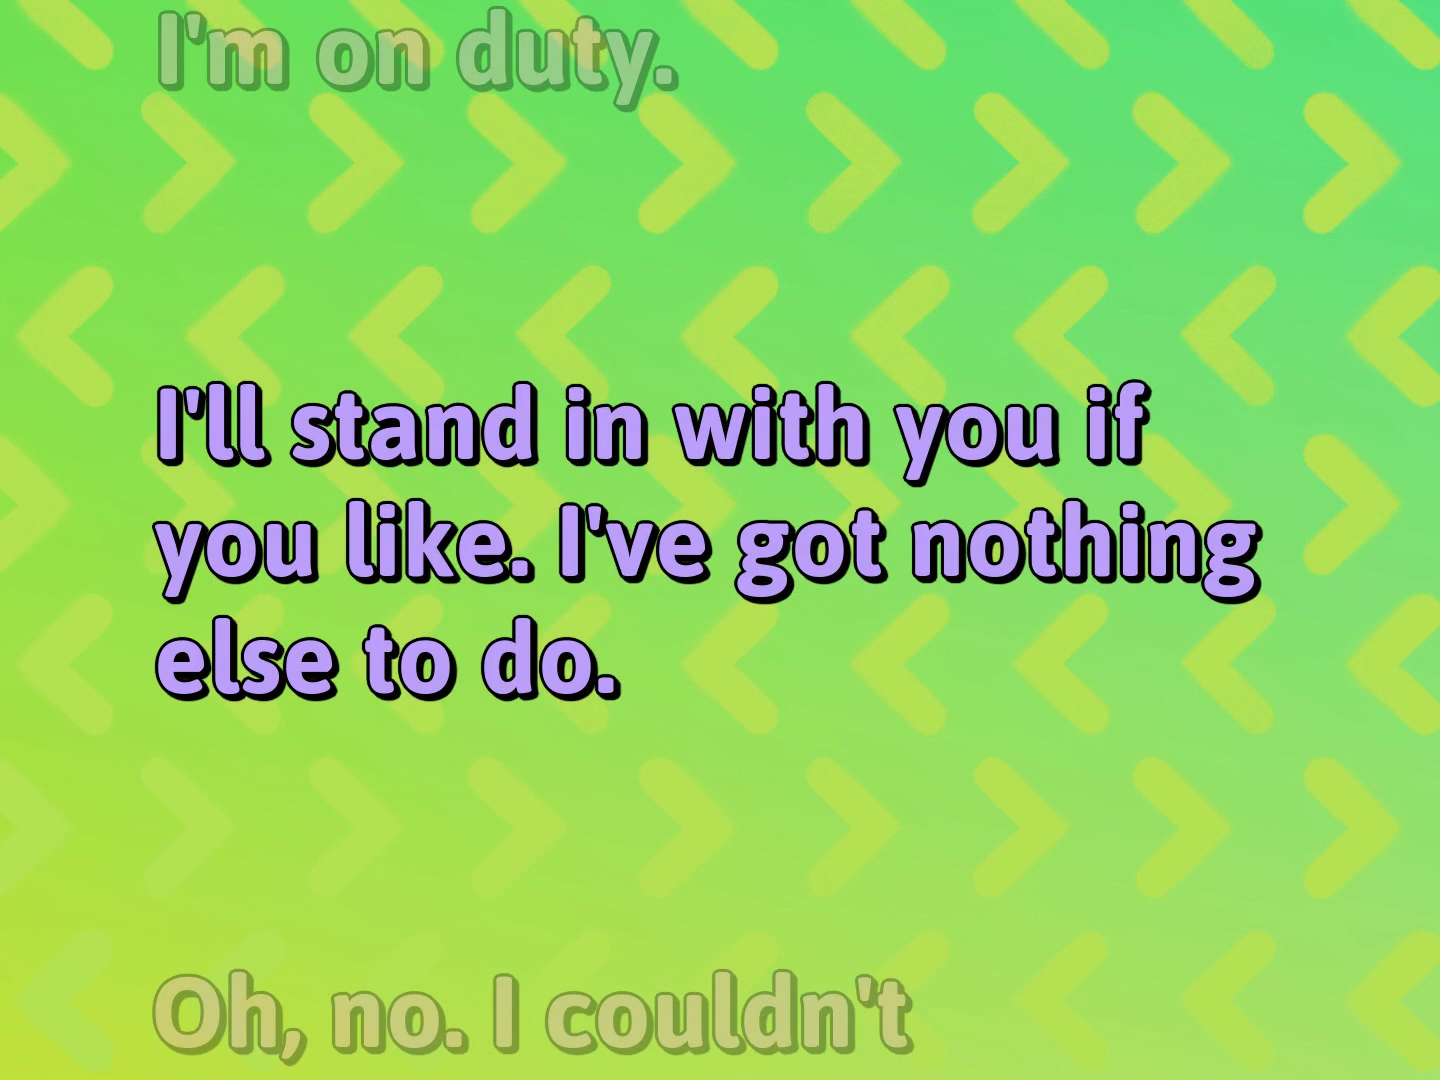 I'm on duty.
I'll stand in with you if
you like. I've got nothing
else to do.
Oh, no. I couldn't